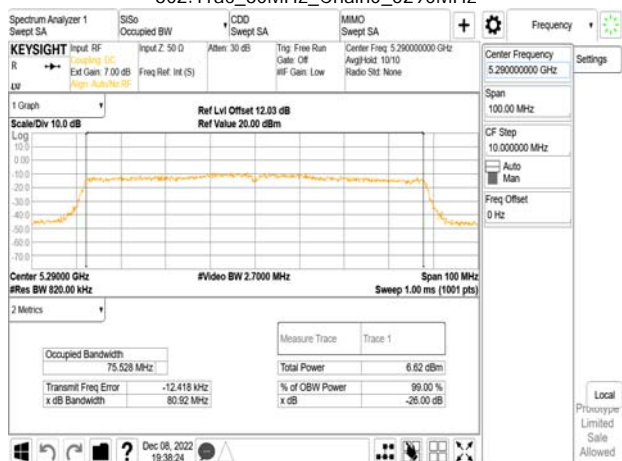 802.11ac_80MHz_Chain0_5290MHz
Spectrum Analyzer 1
Swept SA
SISo
Occupied BW
CDD
Swept SA
MIMO
Swept SA
+
Frequency
KEYSIGHT
R
LVI
Input: RF
Coupling: DC
Ext Gain: 7.00 dB
Align: Auto/No RF
Input Z: 50 Ω
Freq Ref: Int (S)
Atten: 30 dB
Trig: Free Run
Gate: Off
#IF Gain: Low
Center Freq: 5.290000000 GHz
Avg|Hold: 10/10
Radio Std: None
Center Frequency
5.290000000 GHz
Settings
Span
100.00 MHz
CF Step
10.000000 MHz
Auto
Man
Freq Offset
0 Hz
1 Graph
Scale/Div 10.0 dB
Ref Lvl Offset 12.03 dB
Ref Value 20.00 dBm
Log
10.0
0.00
-10.0
-20.0
-30.0
-40.0
-50.0
-60.0
-70.0
Center 5.29000 GHz
#Video BW 2.7000 MHz
Span 100 MHz
#Res BW 820.00 kHz
Sweep 1.00 ms (1001 pts)
2 Metrics
Measure Trace Trace 1
Occupied Bandwidth
75.528 MHz
Total Power 6.62 dBm
Transmit Freq Error -12.418 kHz
% of OBW Power 99.00 %
x dB Bandwidth 80.92 MHz
x dB -26.00 dB
Local
Prototype
Limited
Sale
Allowed
?
Dec 08, 2022
19:38:24